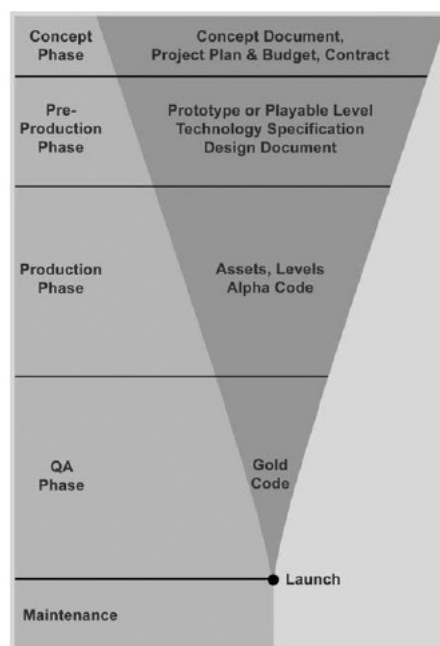 Concept
Phase
Concept Document,
Project Plan & Budget, Contract
Pre-
Production
Phase
Prototype or Playable Level
Technology Specification
Design Document
Production
Phase
Assets, Levels
Alpha Code
QA
Phase
Gold
Code
Launch
Maintenance